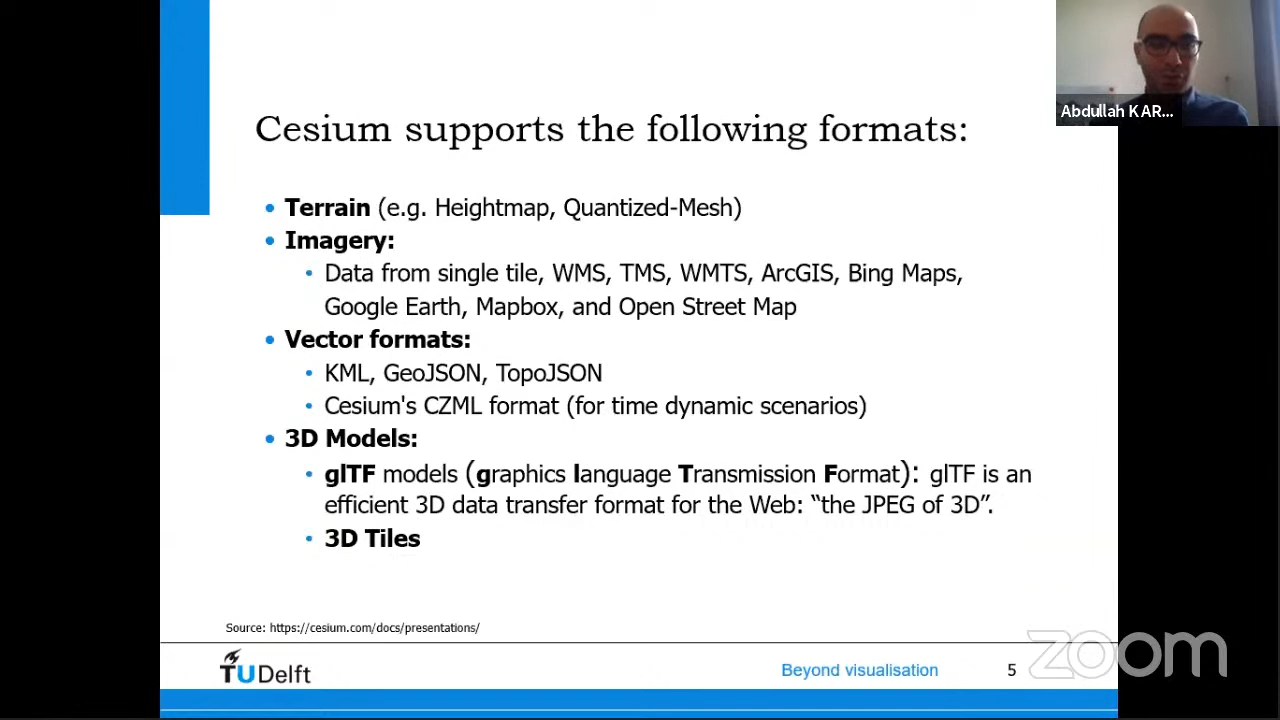 Cesium supports the following formats:
Abdullah KAR...
• Terrain (e.g. Heightmap, Quantized-Mesh)
• Imagery:
• Data from single tile, WMS, TMS, WMTS, ArcGIS, Bing Maps,
Google Earth, Mapbox, and Open Street Map
• Vector formats:
• KML, GeoJSON, TopoJSON
• Cesium's CZML format (for time dynamic scenarios)
• 3D Models:
• glTF models (graphics language Transmission Format): glTF is an
efficient 3D data transfer format for the Web: “the JPEG of 3D”.
• 3D Tiles
Source: https://cesium.com/docs/presentations/
TUDelft
Beyond visualisation
5
zoom